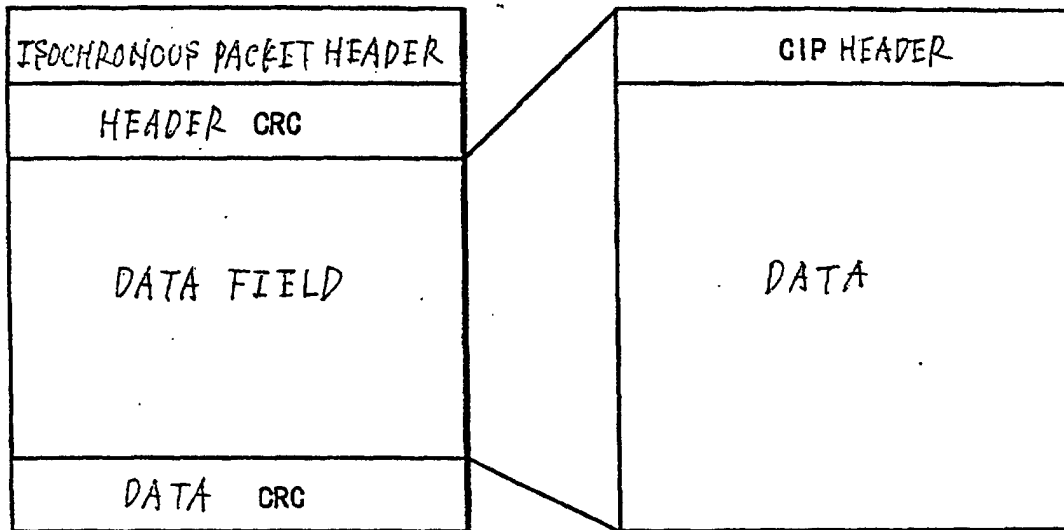 ISOCHRONOUS PACKET HEADER
HEADER CRC
DATA FIELD
DATA CRC
CIP HEADER
DATA